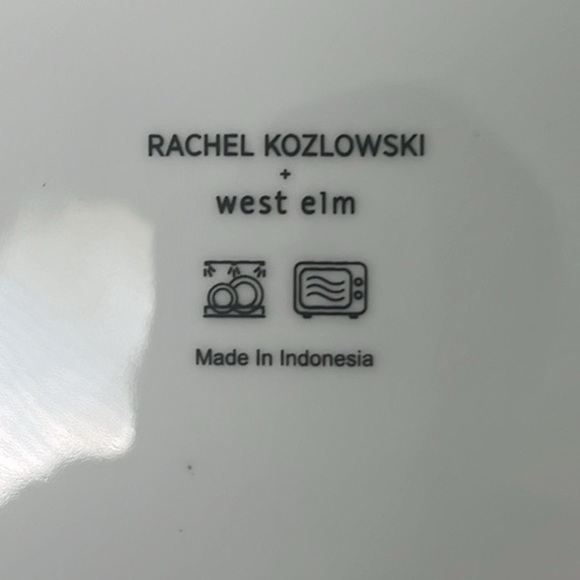 RACHEL KOZLOWSKI
+
west elm
Made In Indonesia